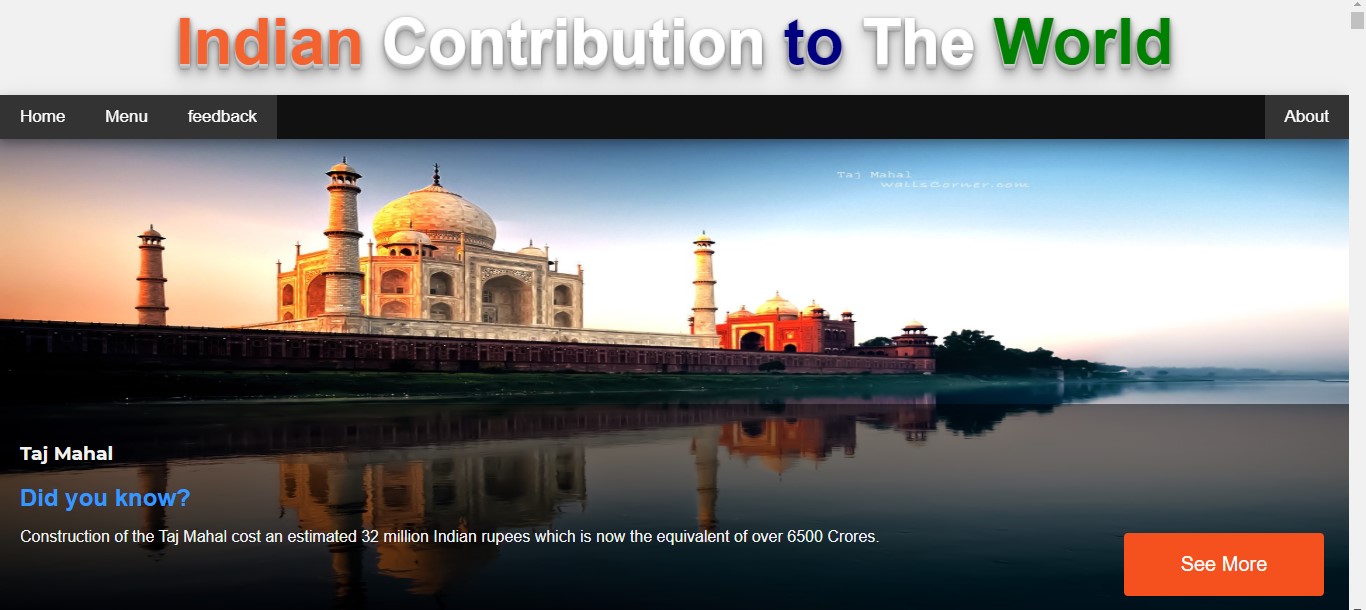 Indian Contribution to The World
Home Menu feedback About
Taj Mahal
WallsCorner.com
Taj Mahal
Did you know?
Construction of the Taj Mahal cost an estimated 32 million Indian rupees which is now the equivalent of over 6500 Crores.
See More